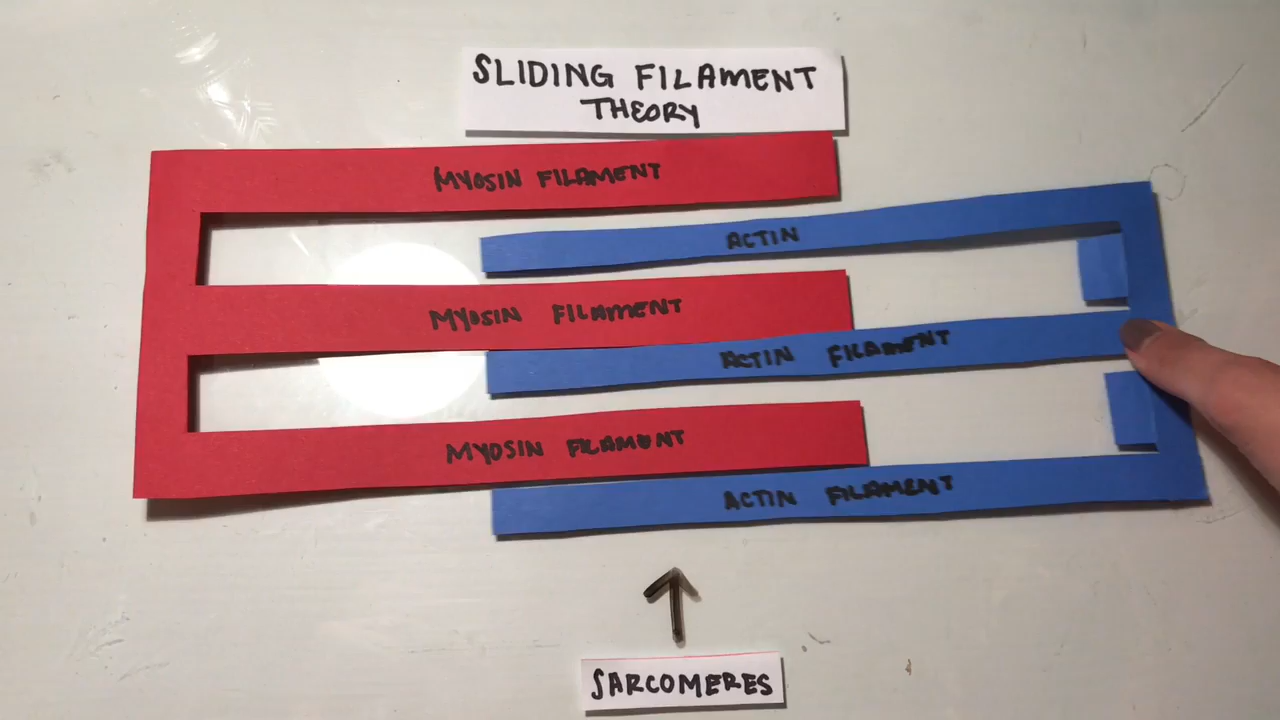 SLIDING FILAMENT
THEORY
MYOSIN FILAMENT
ACTIN
MYOSIN FILAMENT
ACTIN FILAMENT
MYOSIN FILAMENT
ACTIN FILAMENT
SARCOMERES